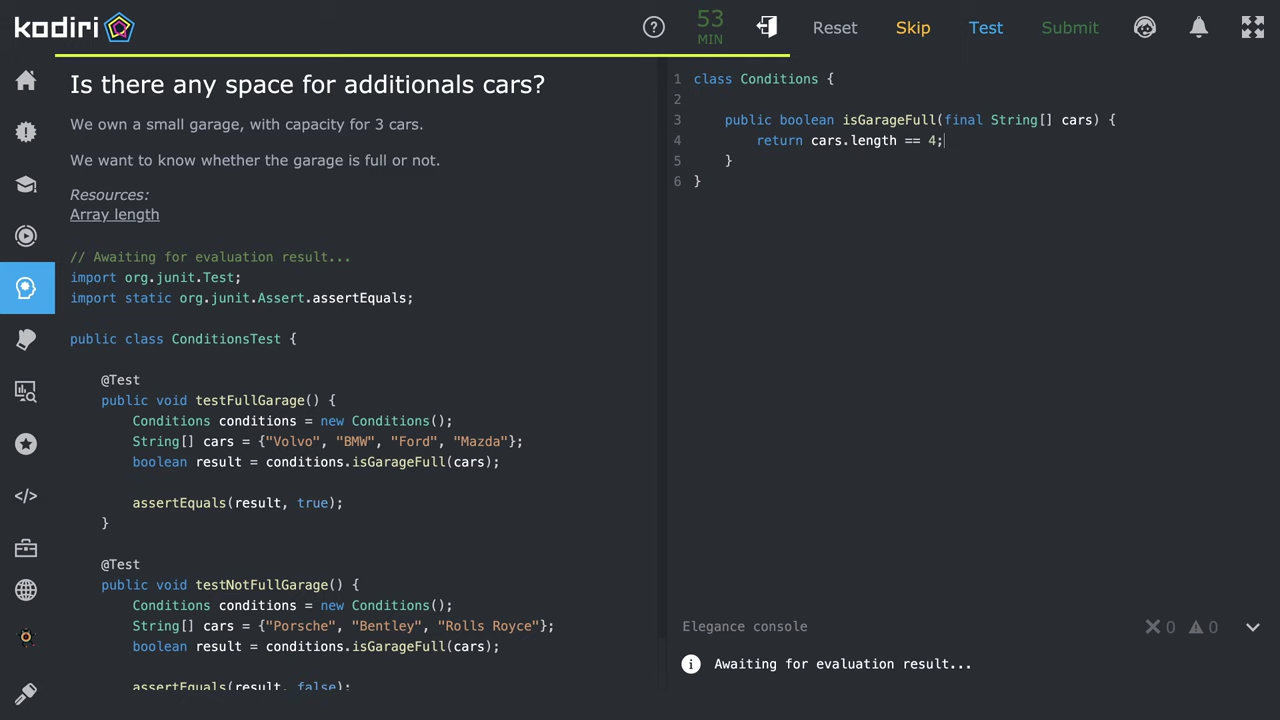 kodiri
53
MIN
Reset
Skip
Test
Submit
Is there any space for additionals cars?
We own a small garage, with capacity for 3 cars.
We want to know whether the garage is full or not.
Resources:
Array length
// Awaiting for evaluation result...
import org.junit.Test;
import static org.junit.Assert.assertEquals;
public class ConditionsTest {
@Test
public void testFullGarage() {
Conditions conditions = new Conditions();
String[] cars = {"Volvo", "BMW", "Ford", "Mazda"};
boolean result = conditions.isGarageFull(cars);
assertEquals(result, true);
}
@Test
public void testNotFullGarage() {
Conditions conditions = new Conditions();
String[] cars = {"Porsche", "Bentley", "Rolls Royce"};
boolean result = conditions.isGarageFull(cars);
assertEquals(result, false);
1 class Conditions {
2
3 public boolean isGarageFull(final String[] cars) {
4 return cars.length == 4;
5 }
6 }
Elegance console
0
0
Awaiting for evaluation result...